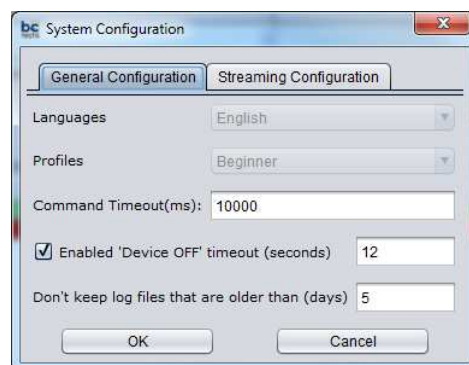 bc System Configuration
General Configuration Streaming Configuration
Languages English
Profiles Beginner
Command Timeout(ms): 10000
Enabled 'Device OFF' timeout (seconds) 12
Don't keep log files that are older than (days) 5
OK Cancel